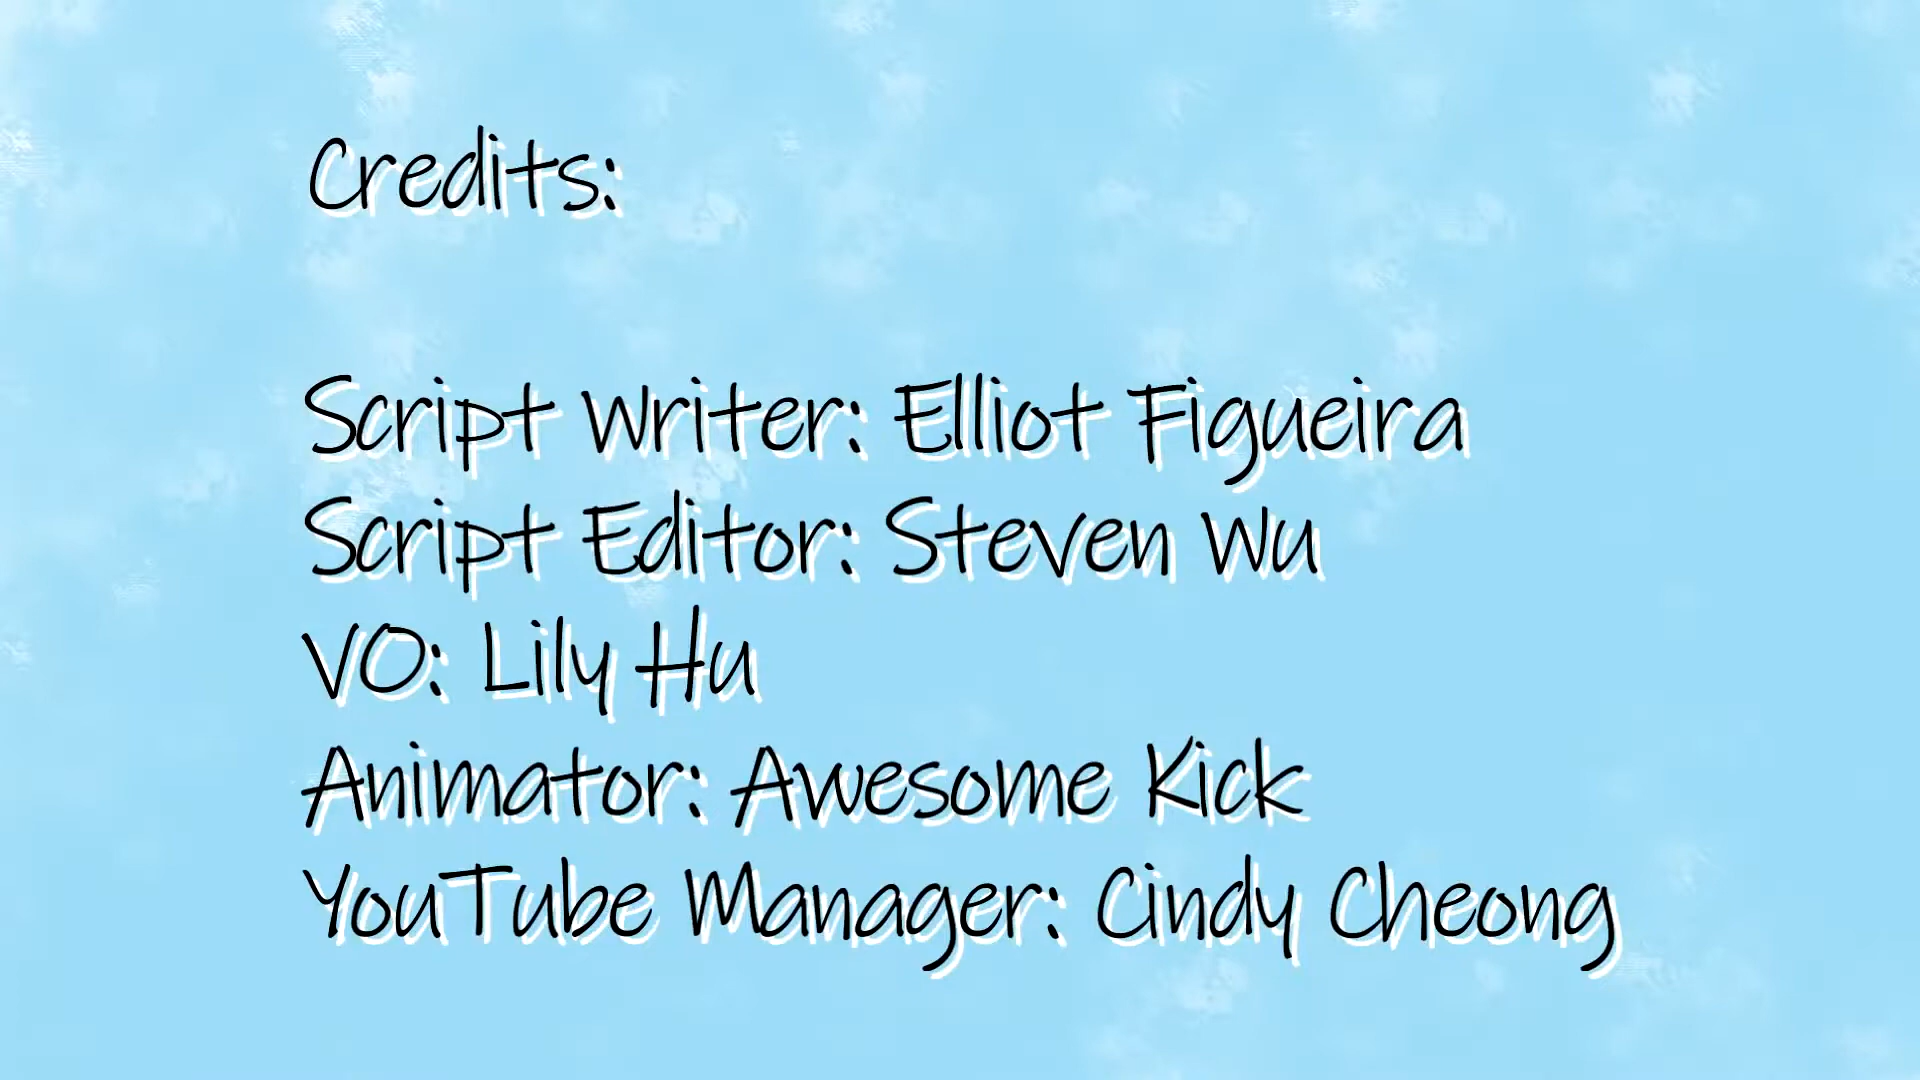 Credits:
Script Writer: Elliot Figueira
Script Editor: Steven Wu
VO: Lily Hu
Animator: Awesome Kick
YouTube Manager: Cindy Cheong